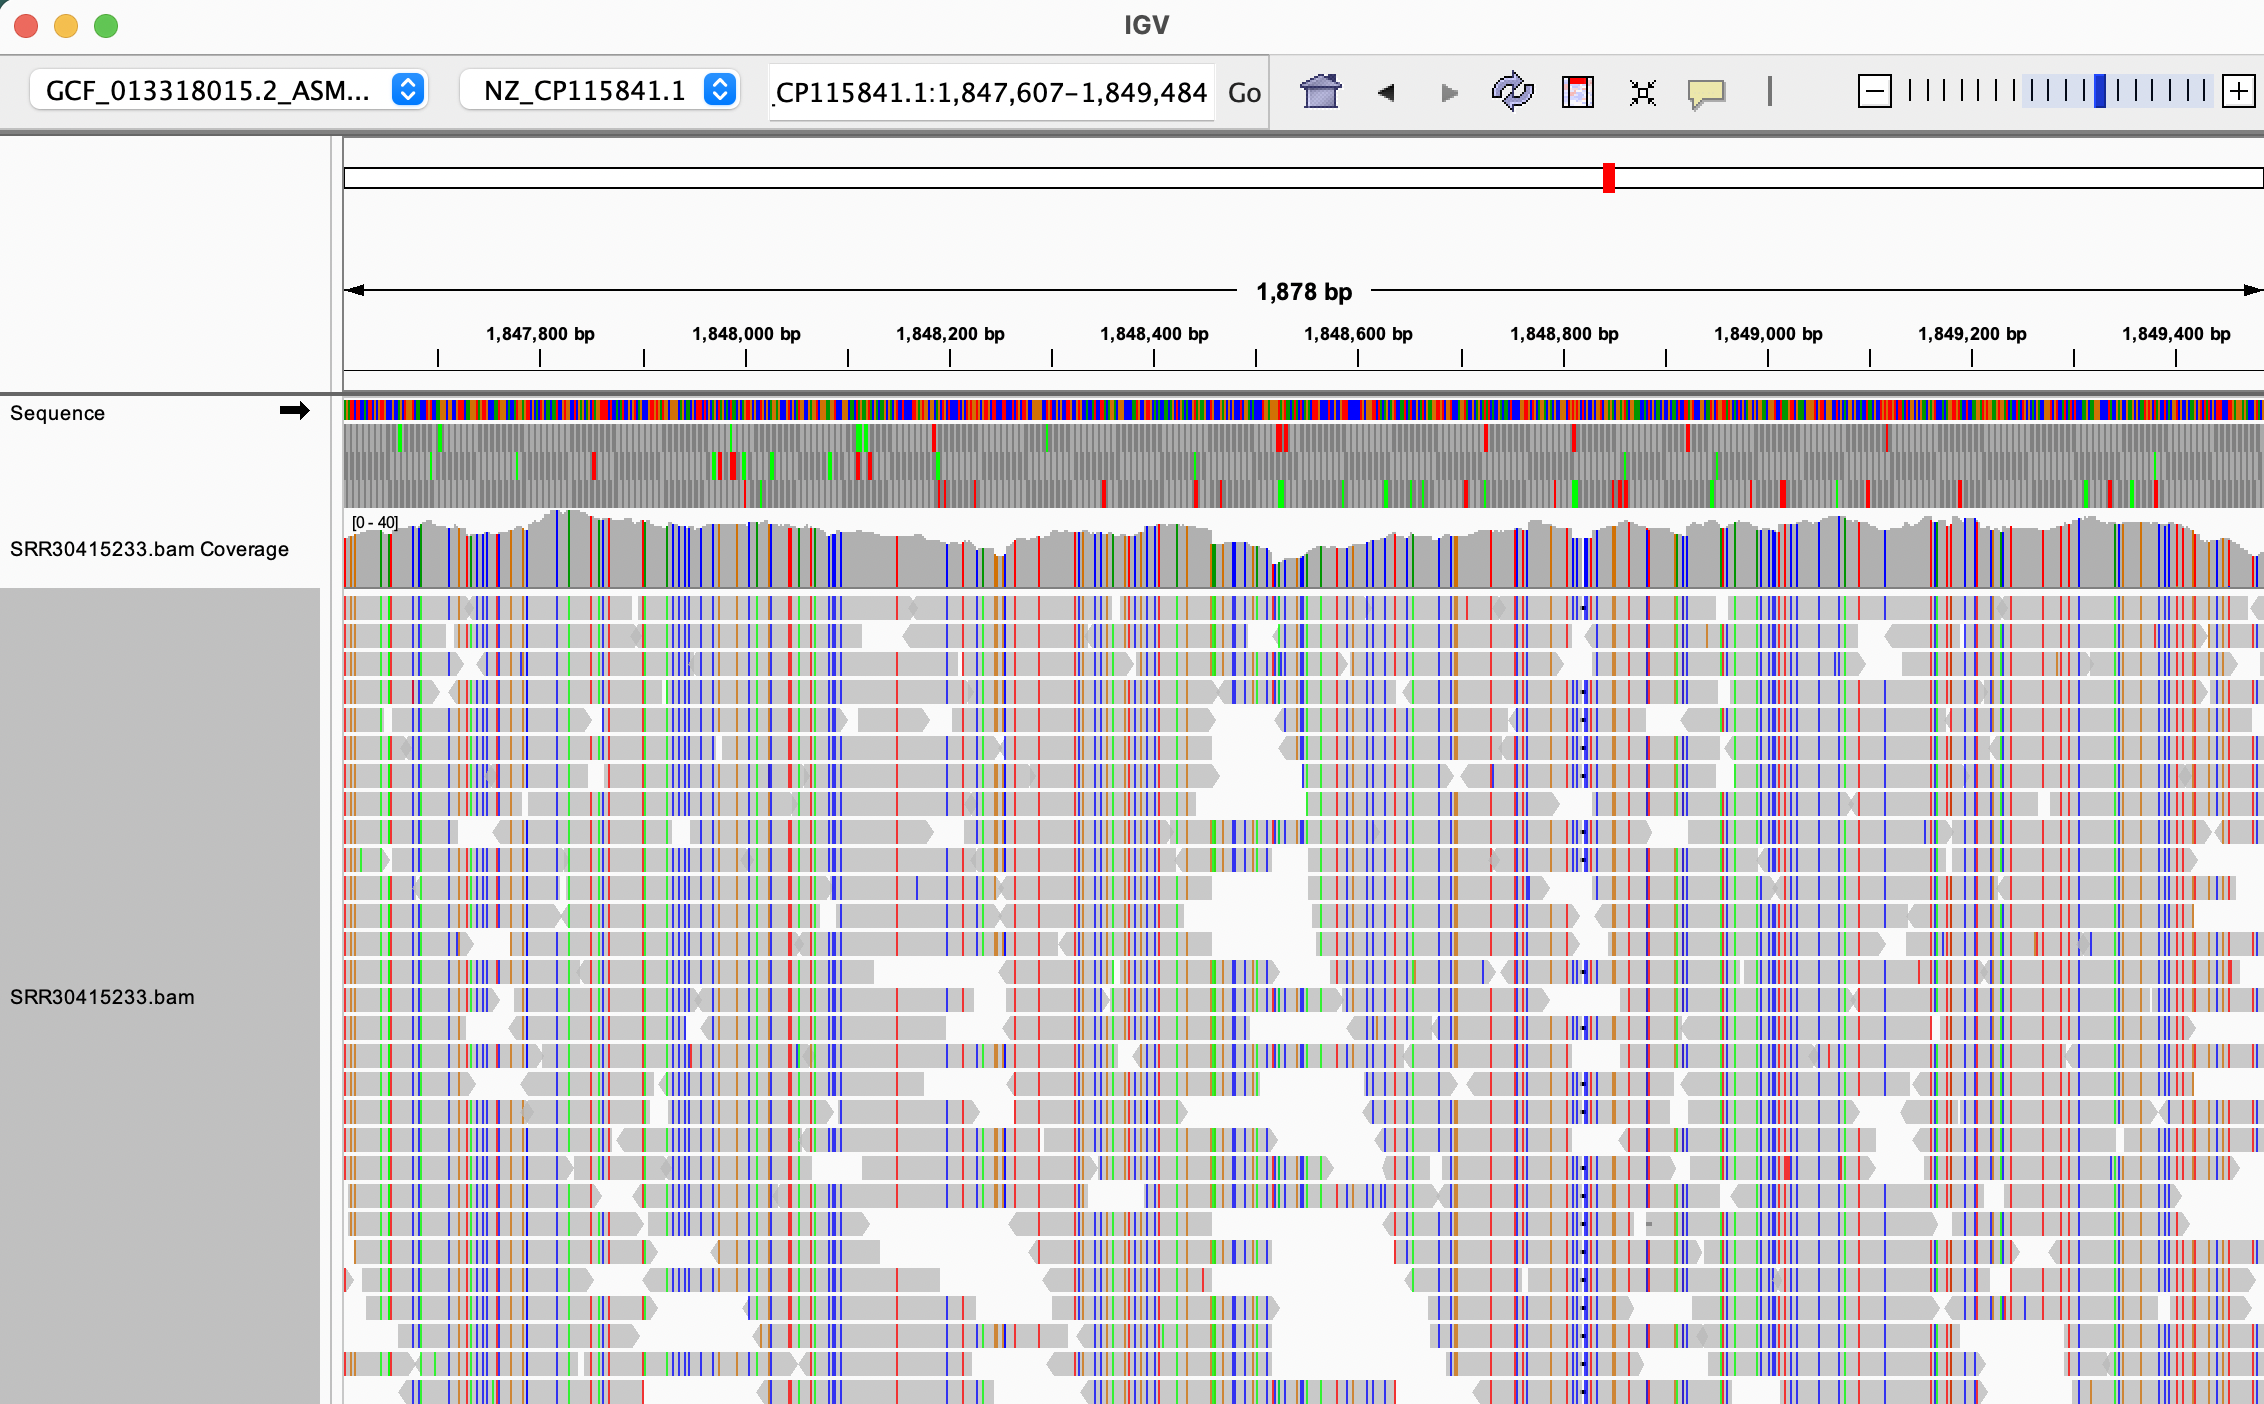 IGV
GCF_013318015.2_ASM... NZ_CP115841.1 _CP115841.1:1,847,607-1,849,484 Go
1,878 bp
1,847,800 bp 1,848,000 bp 1,848,200 bp 1,848,400 bp 1,848,600 bp 1,848,800 bp 1,849,000 bp 1,849,200 bp 1,849,400 bp
Sequence
[0 - 40]
SRR30415233.bam Coverage
SRR30415233.bam